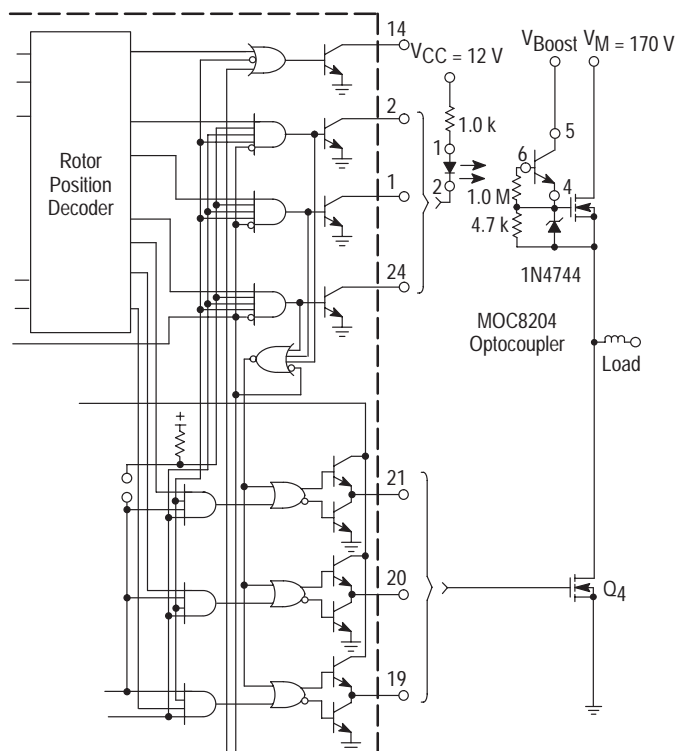 14
VCC = 12 V
VBoost
VM = 170 V
2
1.0 k
5
1
6
Rotor
Position
Decoder
1
2
1.0 M
4
4.7 k
1N4744
24
MOC8204
Optocoupler
Load
+
21
20
Q4
19